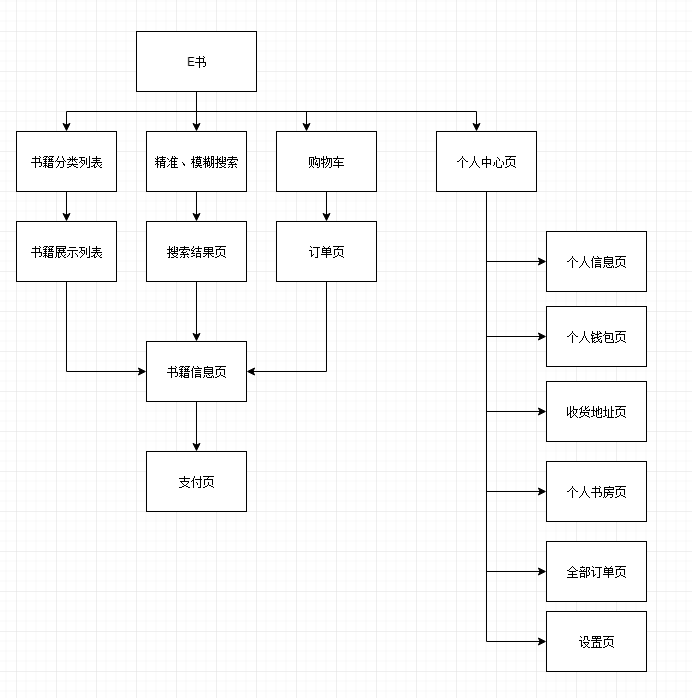 E书
书籍分类列表
精准、模糊搜索
购物车
个人中心页
书籍展示列表
搜索结果页
订单页
个人信息页
个人钱包页
书籍信息页
收货地址页
支付页
个人书房页
全部订单页
设置页